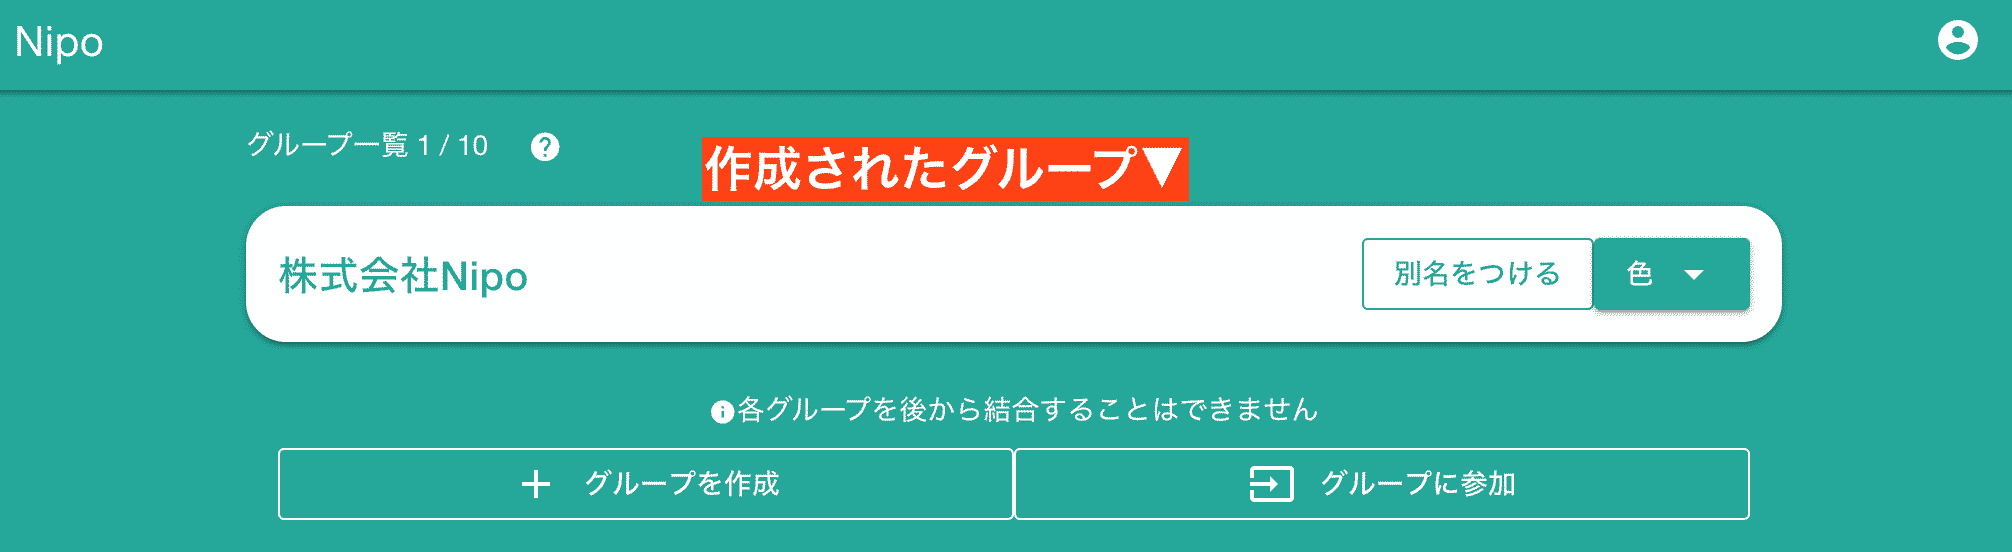 Nipo
グループ一覧 1 / 10
作成されたグループ▼
株式会社Nipo
別名をつける
色
各グループを後から結合することはできません
グループを作成
グループに参加